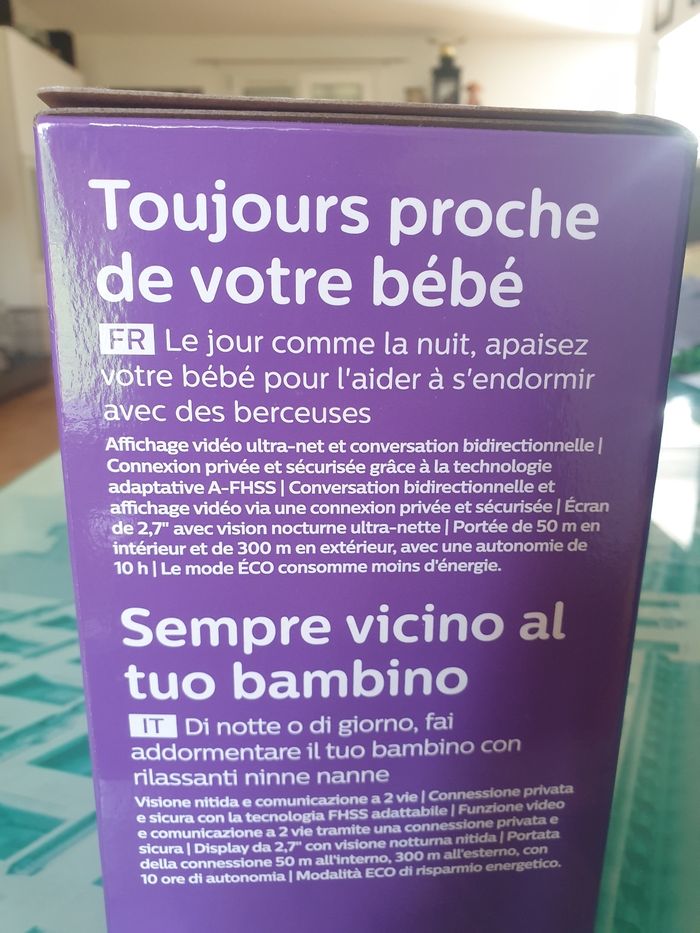 Toujours proche
de votre bébé
FR Le jour comme la nuit, apaisez
votre bébé pour l'aider à s'endormir
avec des berceuses
Affichage vidéo ultra-net et conversation bidirectionnelle |
Connexion privée et sécurisée grâce à la technologie
adaptative A-FHSS | Conversation bidirectionnelle et
affichage vidéo via une connexion privée et sécurisée | Écran
de 2,7" avec vision nocturne ultra-nette | Portée de 50 m en
intérieur et de 300 m en extérieur, avec une autonomie de
10 h | Le mode ÉCO consomme moins d'énergie.
Sempre vicino al
tuo bambino
IT Di notte o di giorno, fai
addormentare il tuo bambino con
rilassanti ninne nanne
Visione nitida e comunicazione a 2 vie | Connessione privata
e sicura con la tecnologia FHSS adattabile | Funzione video
e comunicazione a 2 vie tramite una connessione privata e
sicura | Display da 2,7" con visione notturna nitida | Portata
della connessione 50 m all'interno, 300 m all'esterno, con
10 ore di autonomia | Modalità ECO di risparmio energetico.